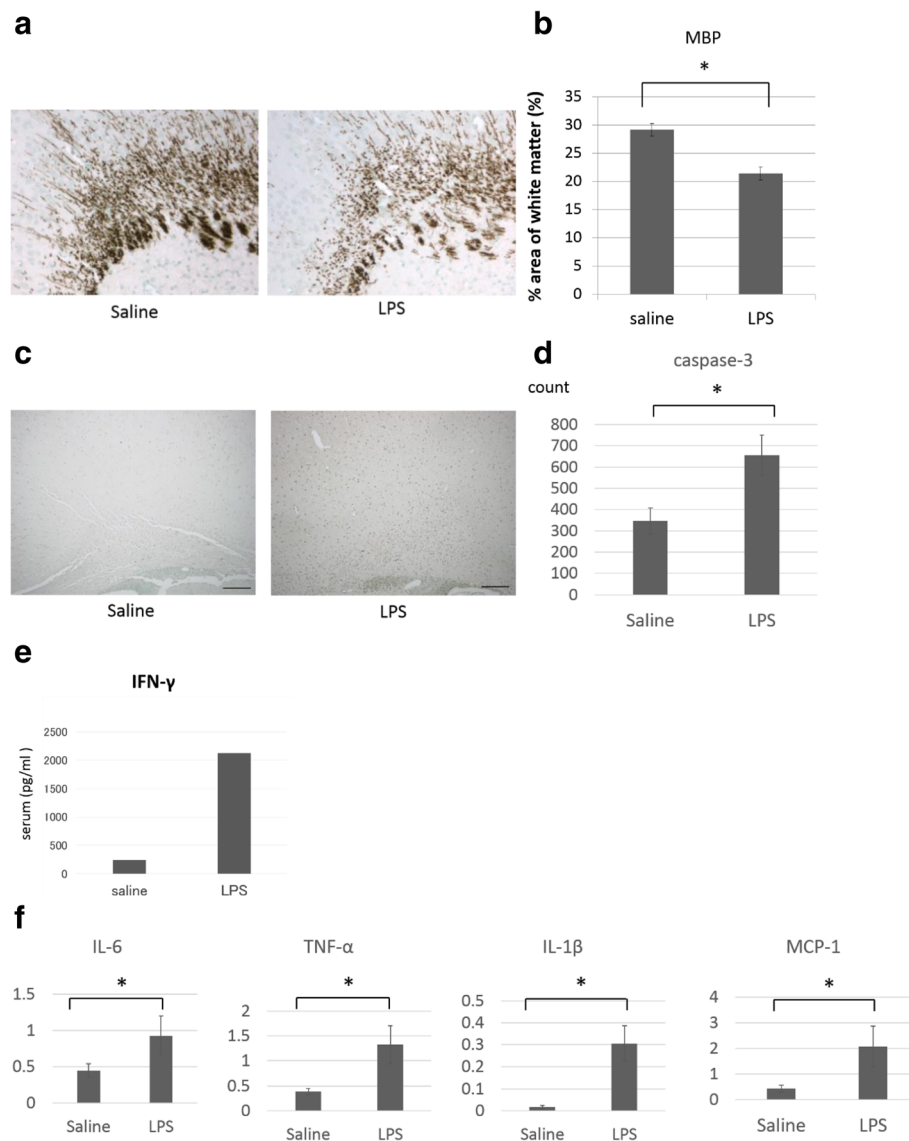 a
Saline
LPS
b
MBP
*
% area of white matter (%)
35
30
25
20
15
10
5
0
saline
LPS
c
Saline
LPS
d
caspase-3
count
*
800
700
600
500
400
300
200
100
0
Saline
LPS
e
IFN-γ
serum (pg/ml )
2500
2000
1500
1000
500
0
saline
LPS
f
IL-6
*
1.5
1
0.5
0
Saline
LPS
TNF-α
*
2
1.5
1
0.5
0
Saline
LPS
IL-1β
*
0.5
0.4
0.3
0.2
0.1
0
Saline
LPS
MCP-1
*
4
3
2
1
0
Saline
LPS